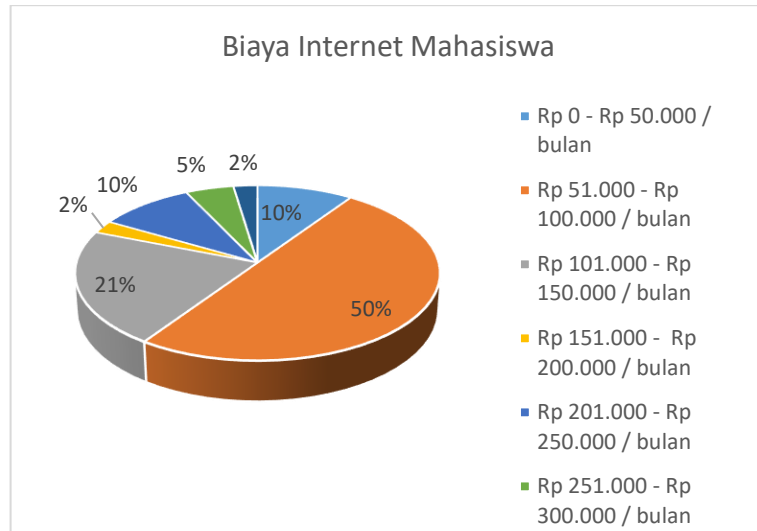 Biaya Internet Mahasiswa
10%
50%
21%
2%
10%
5%
2%
Rp 0 - Rp 50.000 /
bulan
Rp 51.000 - Rp
100.000 / bulan
Rp 101.000 - Rp
150.000 / bulan
Rp 151.000 -  Rp
200.000 / bulan
Rp 201.000 - Rp
250.000 / bulan
Rp 251.000 - Rp
300.000 / bulan